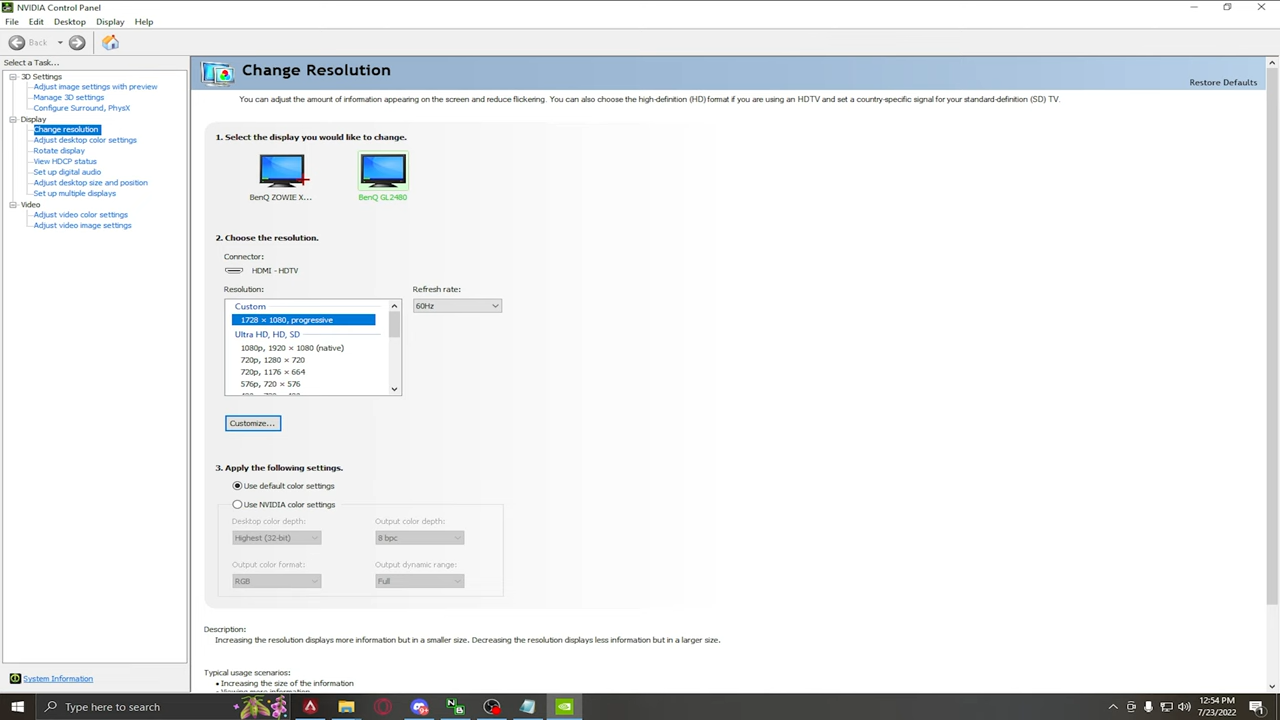 NVIDIA Control Panel
File Edit Desktop Display Help
Back
Select a Task...
3D Settings
Adjust image settings with preview
Manage 3D settings
Configure Surround, PhysX
Display
Change resolution
Adjust desktop color settings
Rotate display
View HDCP status
Set up digital audio
Adjust desktop size and position
Set up multiple displays
Video
Adjust video color settings
Adjust video image settings
System Information
Change Resolution
Restore Defaults
You can adjust the amount of information appearing on the screen and reduce flickering. You can also choose the high-definition (HD) format if you are using an HDTV and set a country-specific signal for your standard-definition (SD) TV.
1. Select the display you would like to change.
BenQ ZOWIE X... BenQ GL2480
2. Choose the resolution.
Connector:
HDMI - HDTV
Resolution: Refresh rate:
Custom 60Hz
1728 × 1080, progressive
Ultra HD, HD, SD
1080p, 1920 × 1080 (native)
720p, 1280 × 720
720p, 1176 × 664
576p, 720 × 576
Customize...
3. Apply the following settings.
Use default color settings
Use NVIDIA color settings
Desktop color depth: Output color depth:
Highest (32-bit) 8 bpc
Output color format: Output dynamic range:
RGB Full
Description:
Increasing the resolution displays more information but in a smaller size. Decreasing the resolution displays less information but in a larger size.
Typical usage scenarios:
• Increasing the size of the information
Type here to search
12:54 PM
7/23/2022